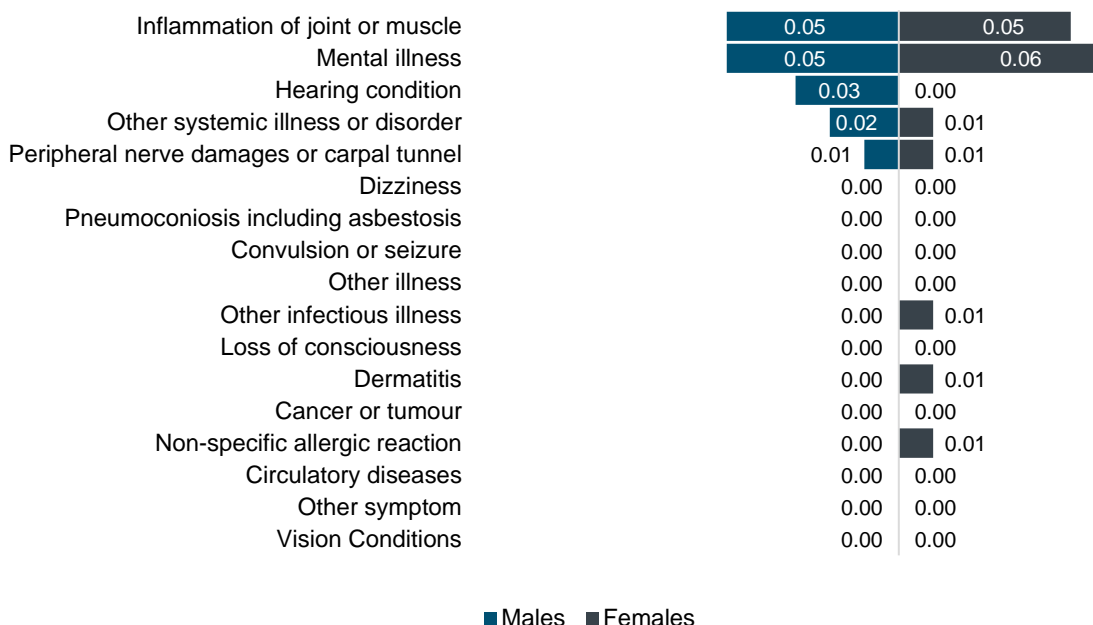 Inflammation of joint or muscle 0.05 0.05
Mental illness 0.05 0.06
Hearing condition 0.03 0.00
Other systemic illness or disorder 0.02 0.01
Peripheral nerve damages or carpal tunnel 0.01 0.01
Dizziness 0.00 0.00
Pneumoconiosis including asbestosis 0.00 0.00
Convulsion or seizure 0.00 0.00
Other illness 0.00 0.00
Other infectious illness 0.00 0.01
Loss of consciousness 0.00 0.00
Dermatitis 0.00 0.01
Cancer or tumour 0.00 0.00
Non-specific allergic reaction 0.00 0.01
Circulatory diseases 0.00 0.00
Other symptom 0.00 0.00
Vision Conditions 0.00 0.00
Males Females